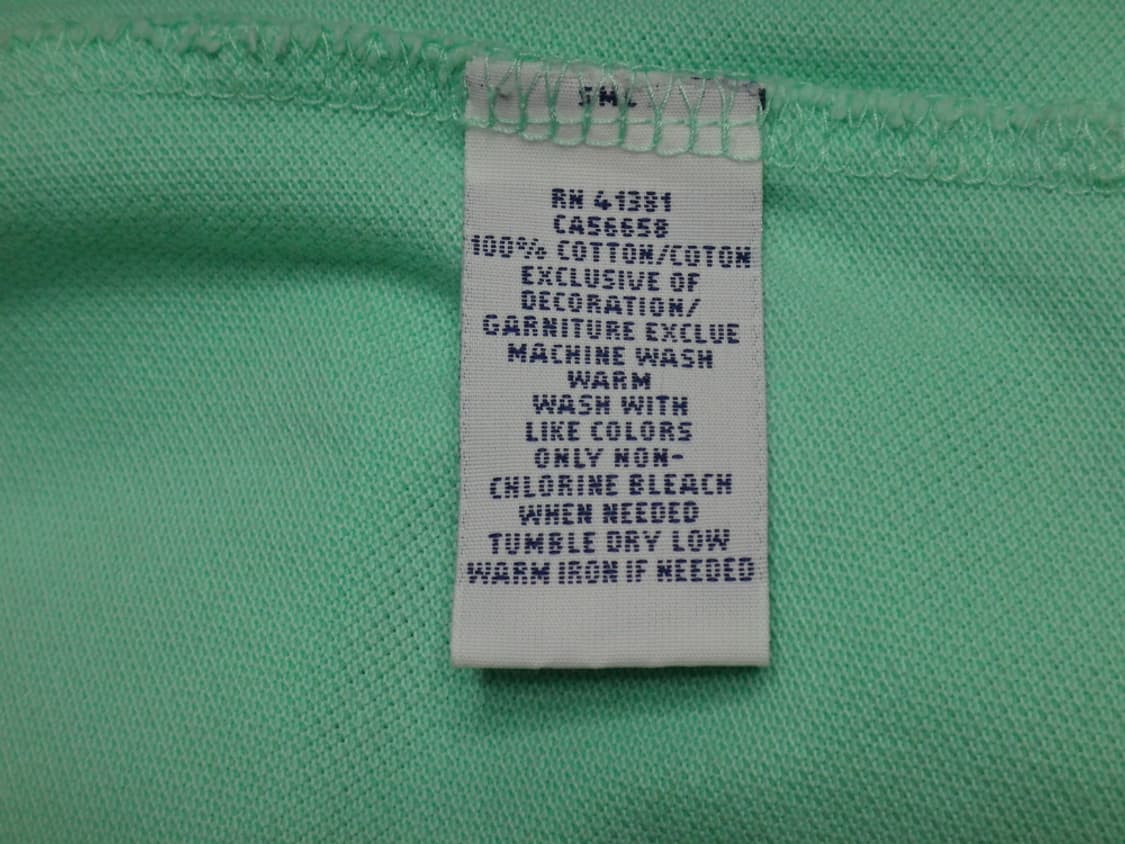 RN 41381
CA56658
100% COTTON/COTON
EXCLUSIVE OF
DECORATION/
GARNITURE EXCLUE
MACHINE WASH
WARM
WASH WITH
LIKE COLORS
ONLY NON-
CHLORINE BLEACH
WHEN NEEDED
TUMBLE DRY LOW
WARM IRON IF NEEDED